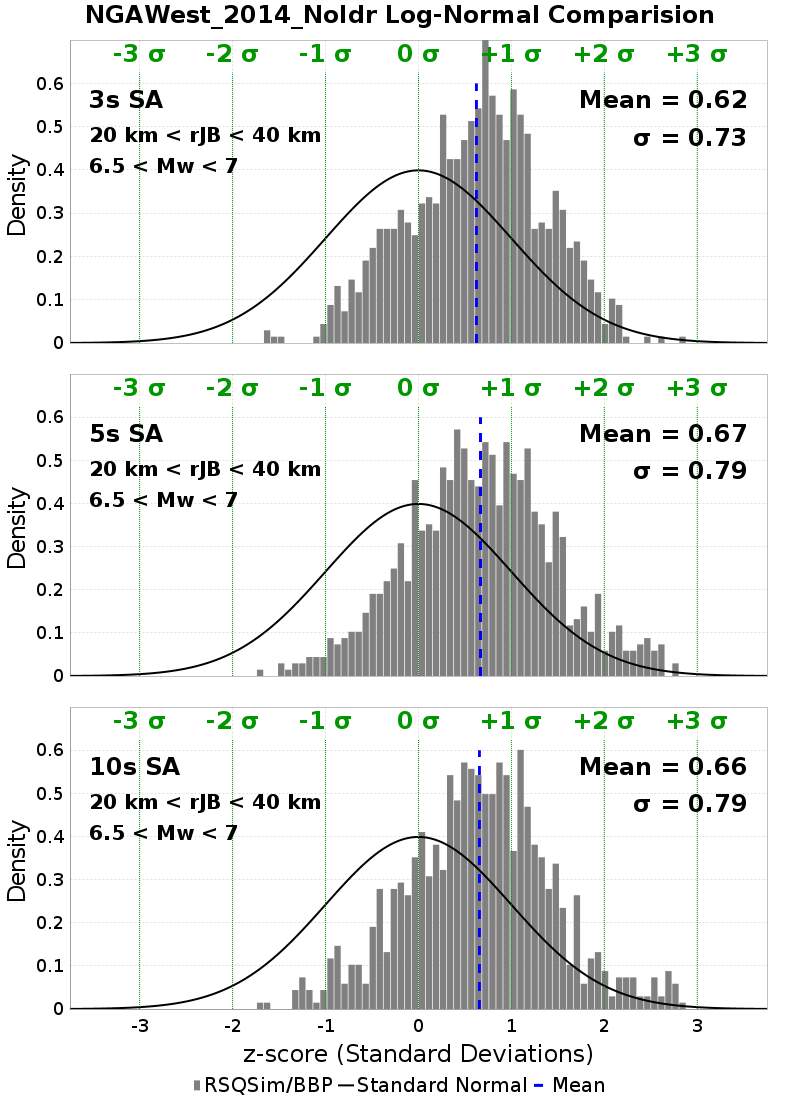 NGAWest_2014_NoIdr Log-Normal Comparision
-3 σ -2 σ -1 σ 0 σ +1 σ +2 σ +3 σ
3s SA
Mean = 0.62
20 km < rJB < 40 km
σ = 0.73
6.5 < Mw < 7
0.6
0.5
0.4
0.3
0.2
0.1
0
Density
-3 σ -2 σ -1 σ 0 σ +1 σ +2 σ +3 σ
5s SA
Mean = 0.67
20 km < rJB < 40 km
σ = 0.79
6.5 < Mw < 7
0.6
0.5
0.4
0.3
0.2
0.1
0
Density
-3 σ -2 σ -1 σ 0 σ +1 σ +2 σ +3 σ
10s SA
Mean = 0.66
20 km < rJB < 40 km
σ = 0.79
6.5 < Mw < 7
0.6
0.5
0.4
0.3
0.2
0.1
0
Density
-3 -2 -1 0 1 2 3
z-score (Standard Deviations)
RSQSim/BBP Standard Normal Mean